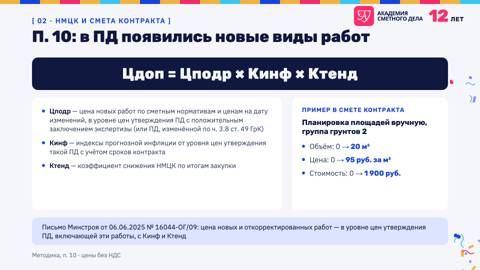 [ 02 · НМЦК И СМЕТА КОНТРАКТА ]
АКАДЕМИЯ
СМЕТНОГО ДЕЛА
12 ЛЕТ
П. 10: в ПД появились новые виды работ
Цдоп = Цподр × Кинф × Ктенд
Цподр — цена новых работ по сметным нормативам и ценам на дату
изменений, в уровне цен утверждения ПД с положительным
заключением экспертизы (или ПД, изменённой по ч. 3.8 ст. 49 ГрК)
Кинф — индексы прогнозной инфляции от уровня цен утверждения
такой ПД с учётом сроков контракта
Ктенд — коэффициент снижения НМЦК по итогам закупки
ПРИМЕР В СМЕТЕ КОНТРАКТА
Планировка площадей вручную,
группа грунтов 2
Объём: 0 → 20 м²
Цена: 0 → 95 руб. за м²
Стоимость: 0 → 1 900 руб.
Письмо Минстроя от 06.06.2025 № 16044-ОГ/09: цена новых и откорректированных работ — в уровне цен утверждения
ПД, включающей эти работы, с Кинф и Ктенд
Методика, п. 10 · цены без НДС